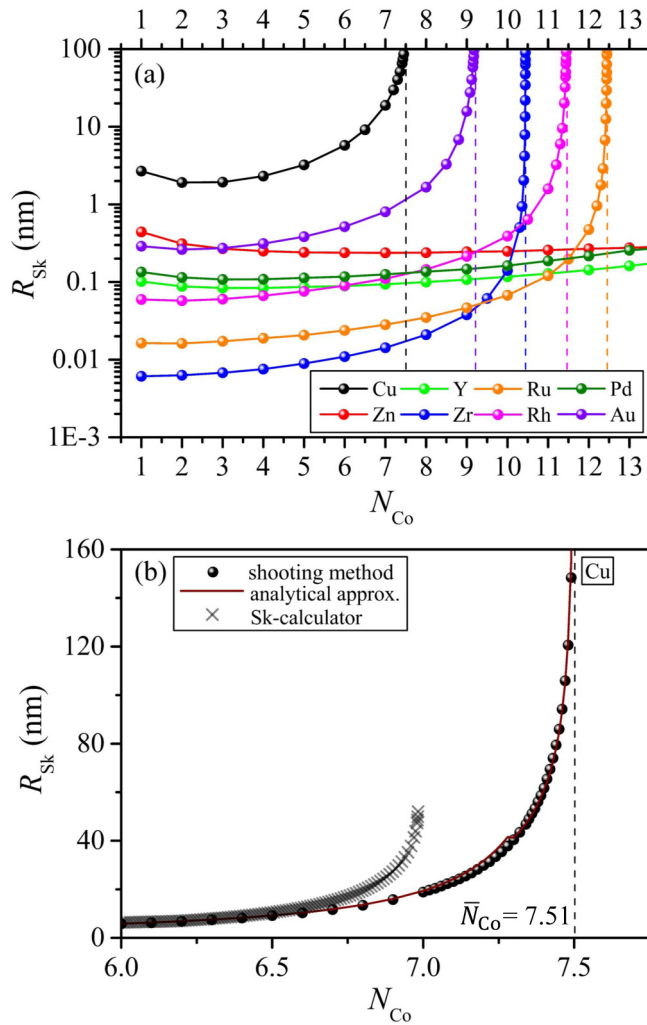 1 2 3 4 5 6 7 8 9 10 11 12 13
(a)
100
10
1
0.1
0.01
1E-3
R_Sk (nm)
Cu Y Ru Pd
Zn Zr Rh Au
1 2 3 4 5 6 7 8 9 10 11 12 13
N_Co
(b)
shooting method
analytical approx.
Sk-calculator
Cu
160
120
80
40
0
R_Sk (nm)
N̄_Co = 7.51
6.0 6.5 7.0 7.5
N_Co